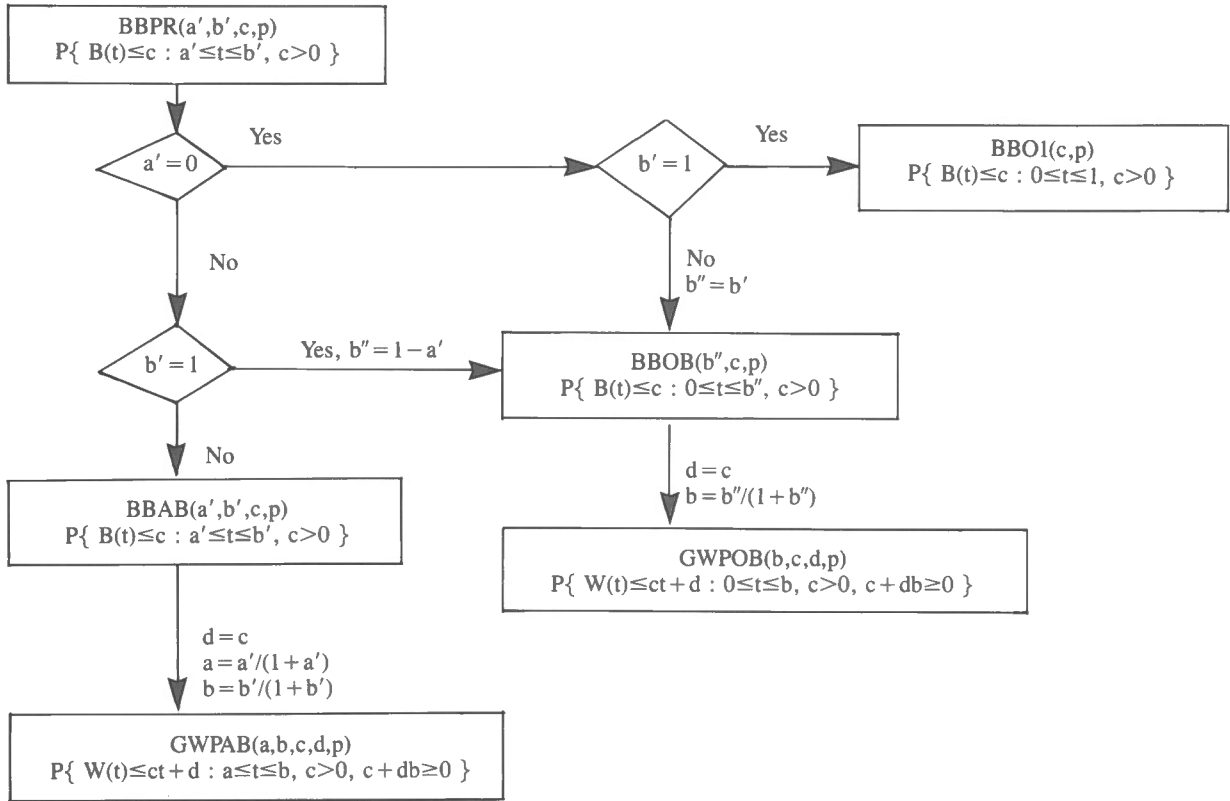 BBPR(a′,b′,c,p)
P{ B(t)≤c : a′≤t≤b′, c>0 }
a′=0
Yes
b′=1
Yes
BBO1(c,p)
P{ B(t)≤c : 0≤t≤1, c>0 }
No
No
b″=b′
b′=1
Yes, b″=1−a′
BBOB(b″,c,p)
P{ B(t)≤c : 0≤t≤b″, c>0 }
No
d=c
b=b″/(1+b″)
BBAB(a′,b′,c,p)
P{ B(t)≤c : a′≤t≤b′, c>0 }
GWPOB(b,c,d,p)
P{ W(t)≤ct+d : 0≤t≤b, c>0, c+db≥0 }
d=c
a=a′/(1+a′)
b=b′/(1+b′)
GWPAB(a,b,c,d,p)
P{ W(t)≤ct+d : a≤t≤b, c>0, c+db≥0 }